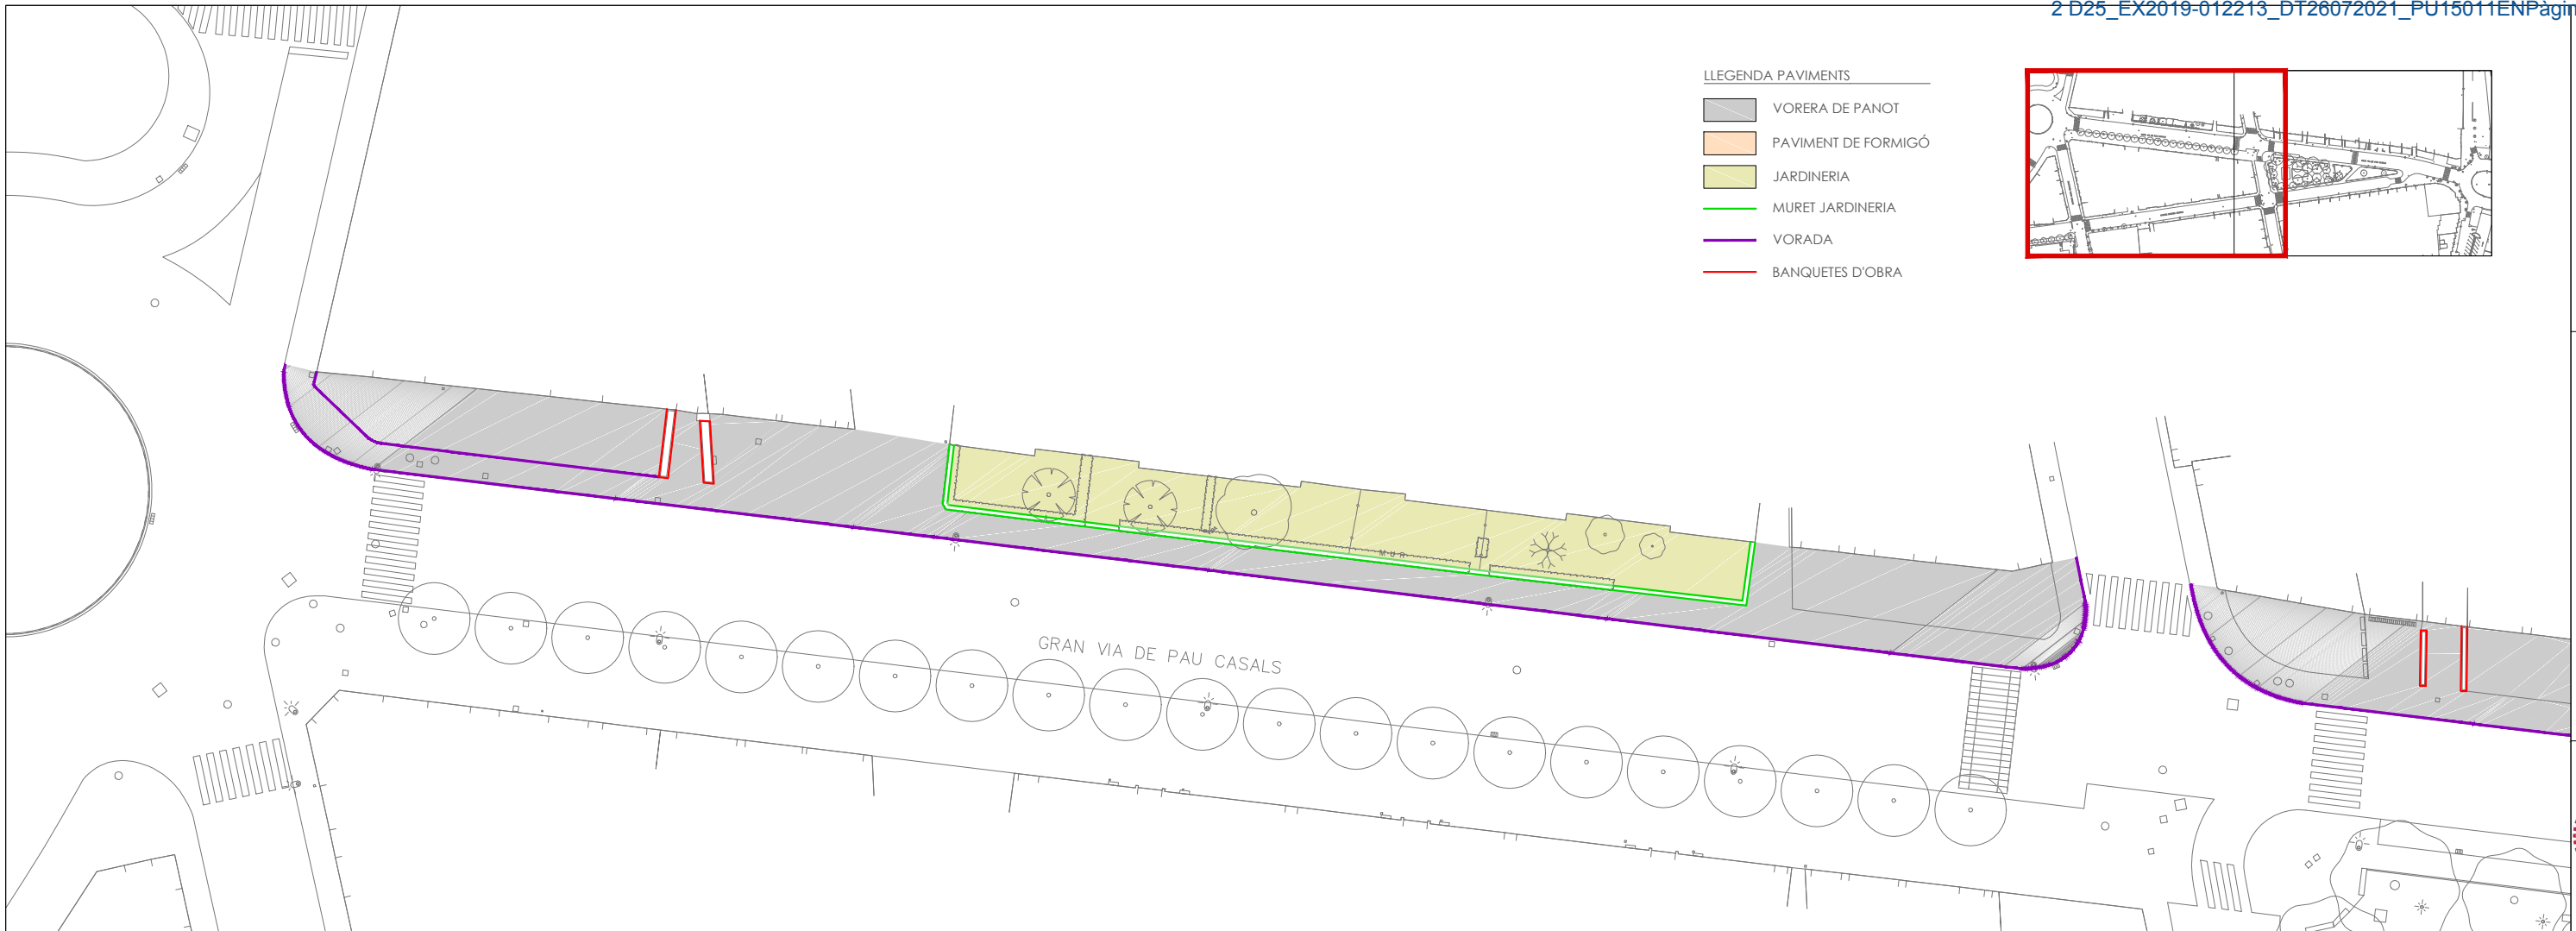 2 D25_EX2019-012213_DT26072021_PU15011ENPàgin
LLEGENDA PAVIMENTS
VORERA DE PANOT
PAVIMENT DE FORMIGÓ
JARDINERIA
MURET JARDINERIA
VORADA
BANQUETES D'OBRA
MUR
GRAN VIA DE PAU CASALS